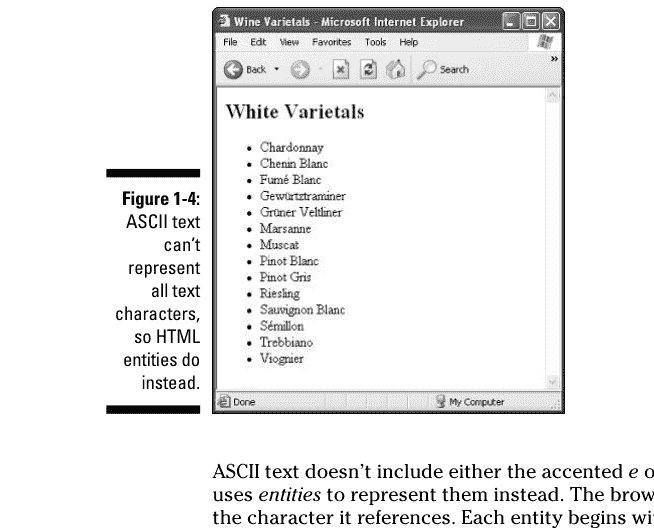 Wine Varietals - Microsoft Internet Explorer
File Edit View Favorites Tools Help
Back Search
White Varietals
• Chardonnay
• Chenin Blanc
• Fumé Blanc
• Gewürtztraminer
• Grüner Veltliner
• Marsanne
• Muscat
• Pinot Blanc
• Pinot Gris
• Riesling
• Sauvignon Blanc
• Sémillon
• Trebbiano
• Viognier
Done My Computer
Figure 1-4:
ASCII text
can't
represent
all text
characters,
so HTML
entities do
instead.
ASCII text doesn't include either the accented e o
uses entities to represent them instead. The brow
the character it references. Each entity begins wi